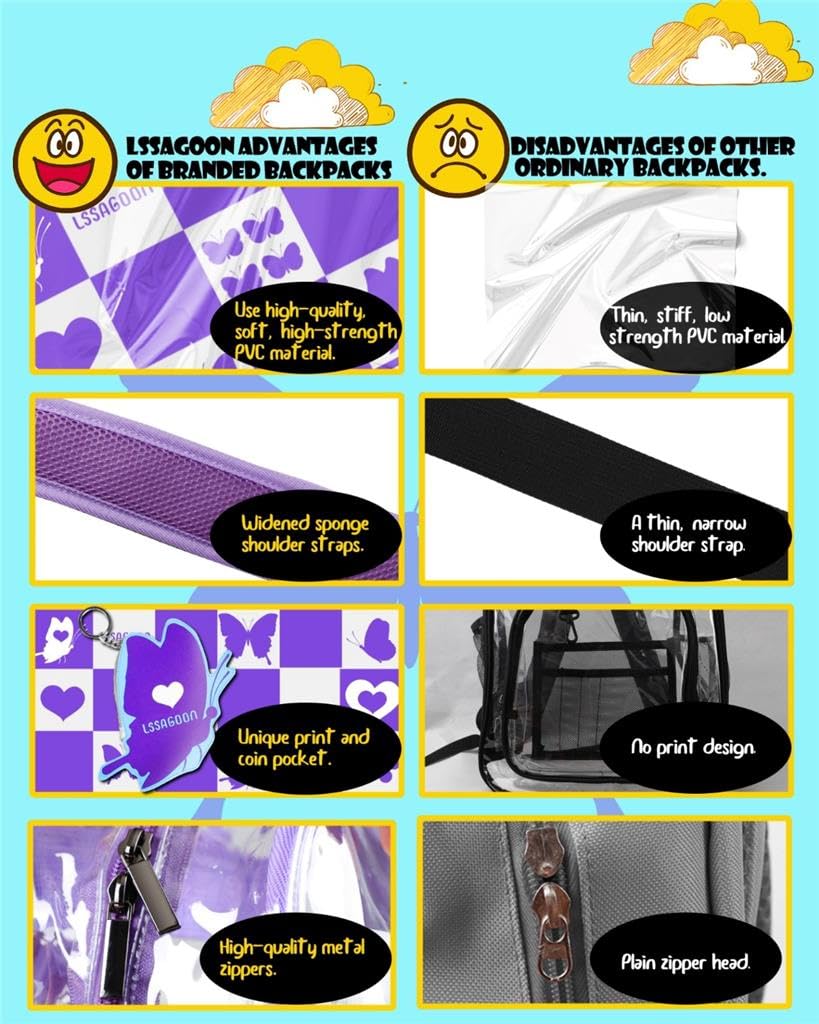 LSSAGOON ADVANTAGES
OF BRANDED BACKPACKS
DISADVANTAGES OF OTHER
ORDINARY BACKPACKS.
LSSAGOON
Use high-quality,
soft, high-strength
PVC material.
Thin, stiff, low
strength PVC material.
Widened sponge
shoulder straps.
A thin, narrow
shoulder strap.
LSSAGOON
Unique print and
coin pocket.
No print design.
High-quality metal
zippers.
Plain zipper head.